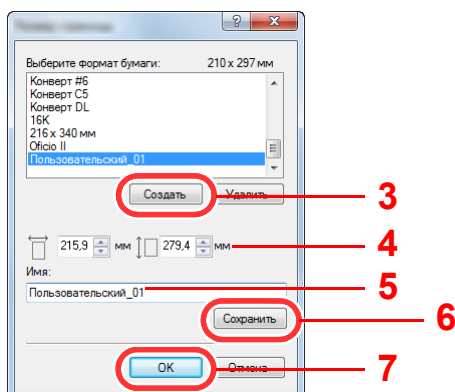 Размер страницы
Выберите формат бумаги: 210 x 297 мм
Конверт #6
Конверт C5
Конверт DL
16K
216 x 340 мм
Oficio II
Пользовательский_01
Создать Удалить 3
215,9 мм 279,4 мм 4
Имя:
5
Пользовательский_01
Сохранить 6
OK Отмена 7